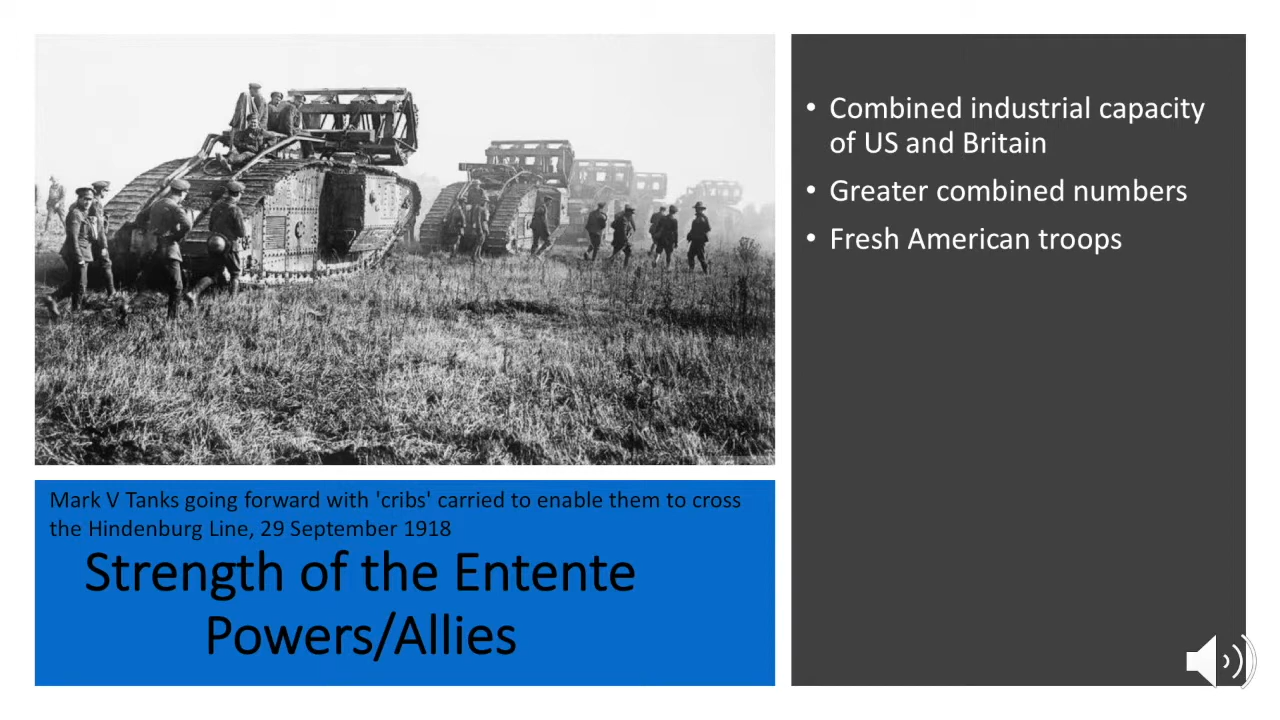 Mark V Tanks going forward with 'cribs' carried to enable them to cross
the Hindenburg Line, 29 September 1918
Strength of the Entente
Powers/Allies
• Combined industrial capacity
of US and Britain
• Greater combined numbers
• Fresh American troops